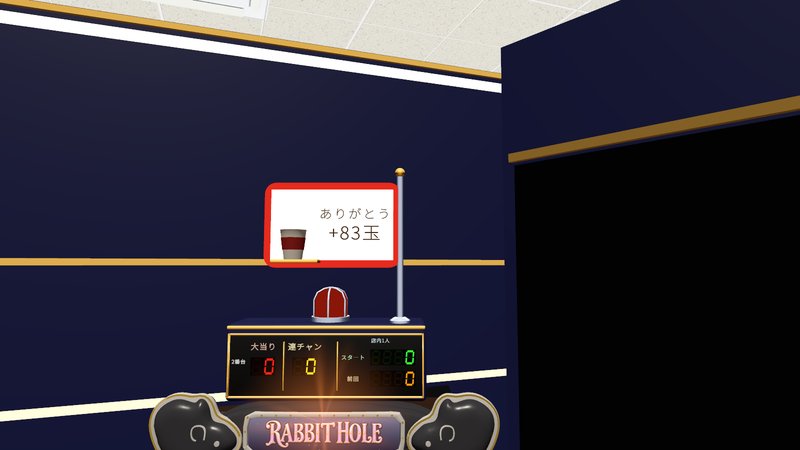 ありがとう
+83玉
店内1人
大当り 連チャン
2番台 0 0
スタート 0
前回 0
RABBIT HOLE